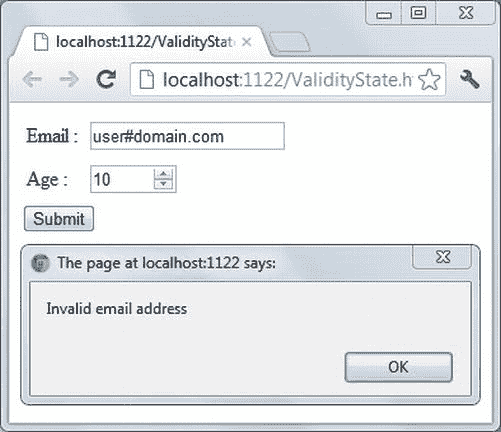 localhost:1122/ValidityState
localhost:1122/ValidityState.h
Email :
user#domain.com
Age :
10
Submit
The page at localhost:1122 says:
Invalid email address
OK